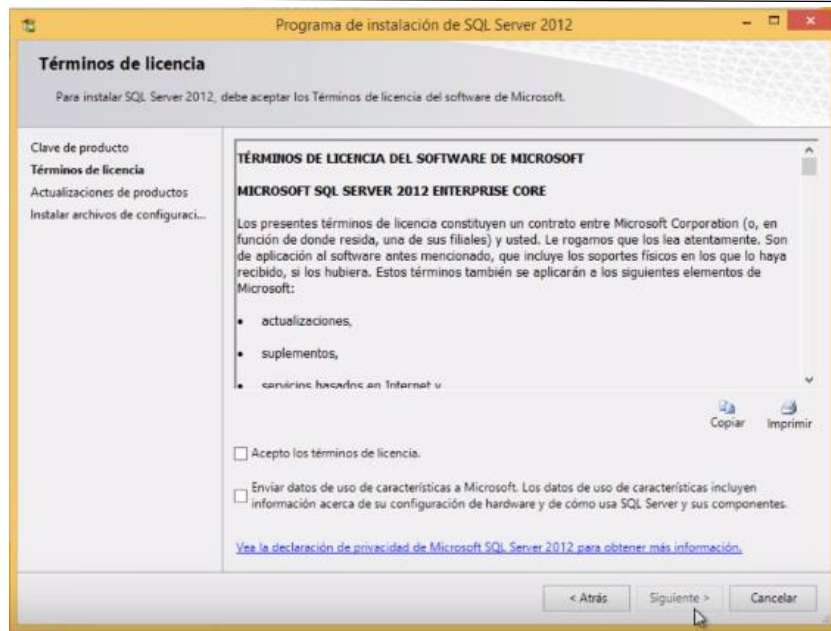 Programa de instalación de SQL Server 2012
Términos de licencia
Para instalar SQL Server 2012, debe aceptar los Términos de licencia del software de Microsoft.
Clave de producto
Términos de licencia
Actualizaciones de productos
Instalar archivos de configuraci...
TÉRMINOS DE LICENCIA DEL SOFTWARE DE MICROSOFT
MICROSOFT SQL SERVER 2012 ENTERPRISE CORE
Los presentes términos de licencia constituyen un contrato entre Microsoft Corporation (o, en
función de donde resida, una de sus filiales) y usted. Le rogamos que los lea atentamente. Son
de aplicación al software antes mencionado, que incluye los soportes físicos en los que lo haya
recibido, si los hubiera. Estos términos también se aplicarán a los siguientes elementos de
Microsoft:
• actualizaciones,
• suplementos,
• servicios basados en Internet y
Copiar Imprimir
Acepto los términos de licencia.
Enviar datos de uso de características a Microsoft. Los datos de uso de características incluyen
información acerca de su configuración de hardware y de cómo usa SQL Server y sus componentes.
Vea la declaración de privacidad de Microsoft SQL Server 2012 para obtener más información.
< Atrás Siguiente > Cancelar